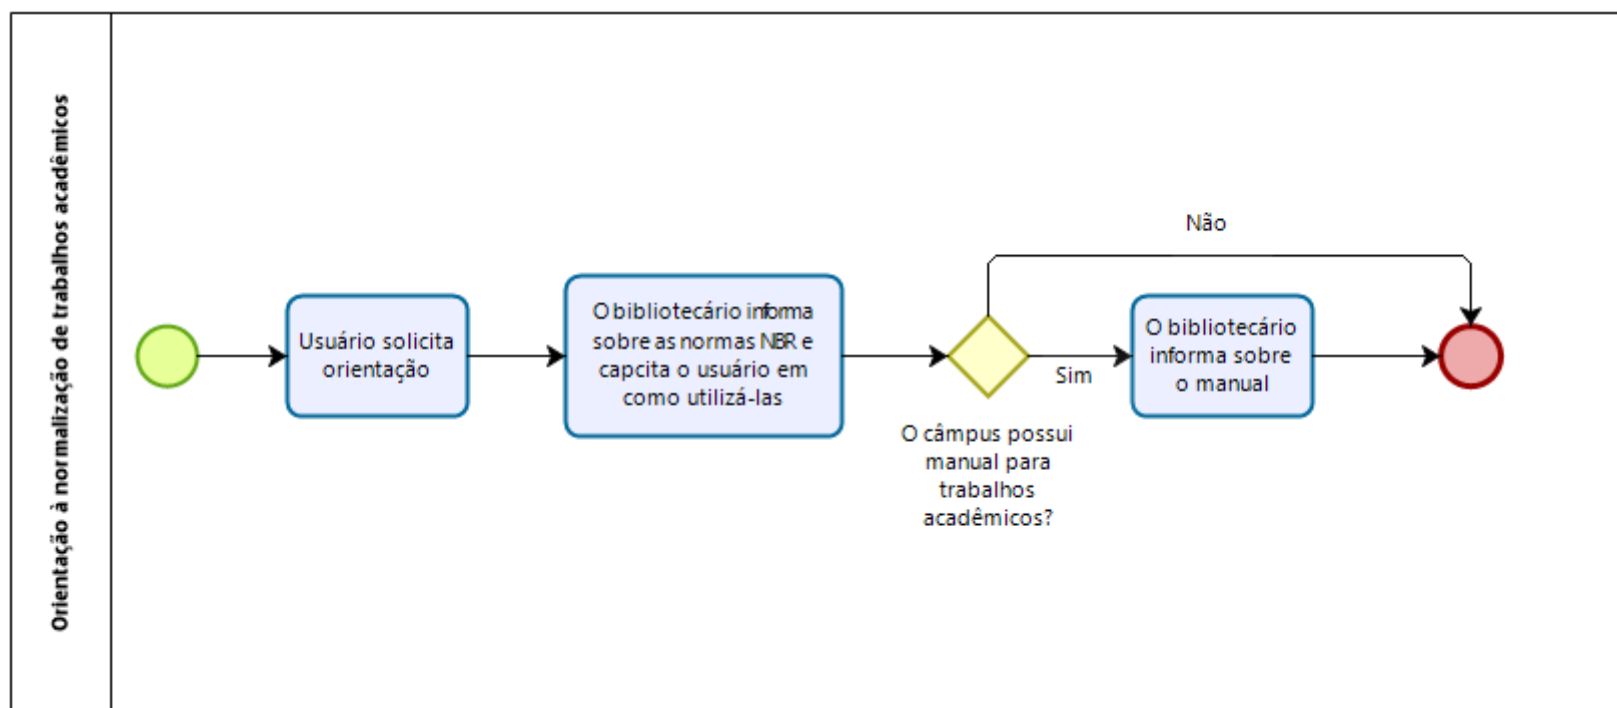 Orientação à normalização de trabalhos acadêmicos
Usuário solicita
orientação
O bibliotecário informa
sobre as normas NBR e
capcita o usuário em
como utilizá-las
O câmpus possui
manual para
trabalhos
acadêmicos?
Não
Sim
O bibliotecário
informa sobre
o manual